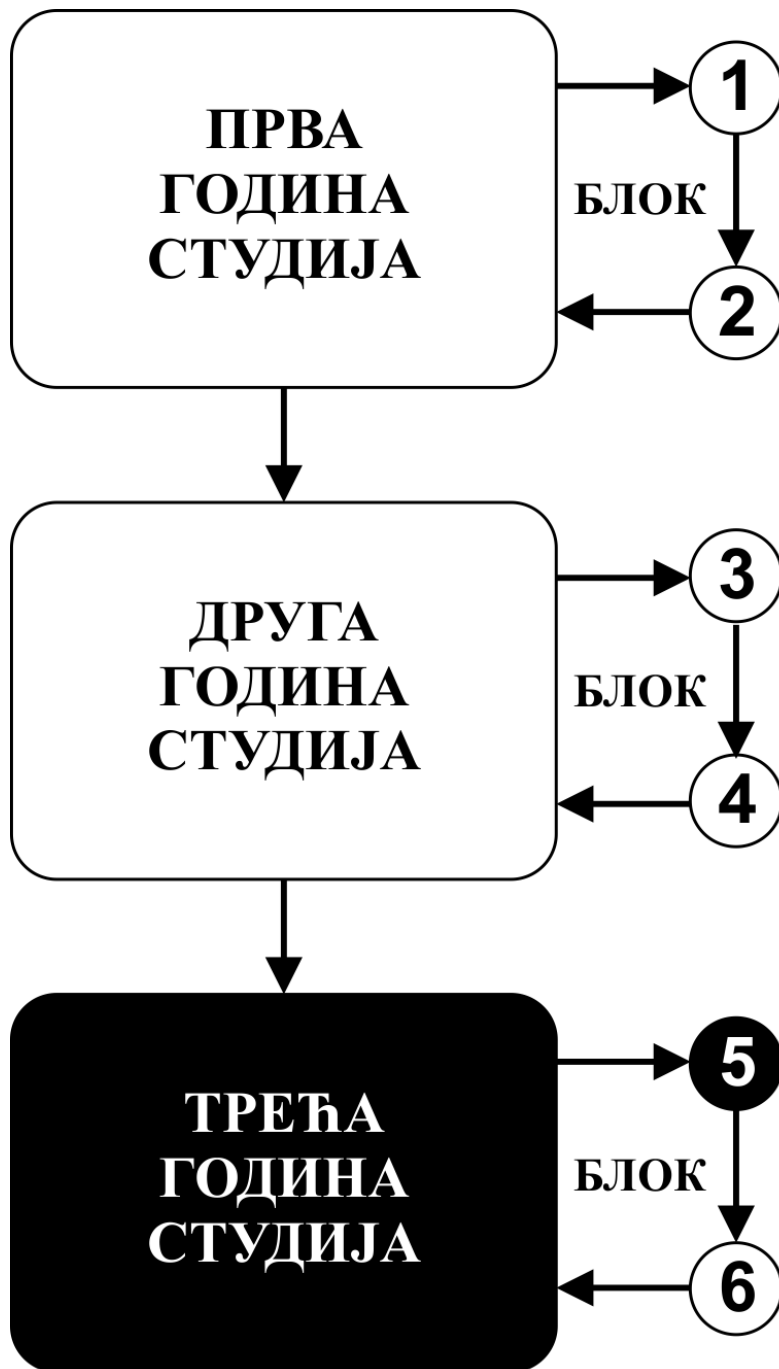 ПРВА
ГОДИНА
СТУДИЈА
1
БЛОК
2
ДРУГА
ГОДИНА
СТУДИЈА
3
БЛОК
4
ТРЕЋА
ГОДИНА
СТУДИЈА
5
БЛОК
6